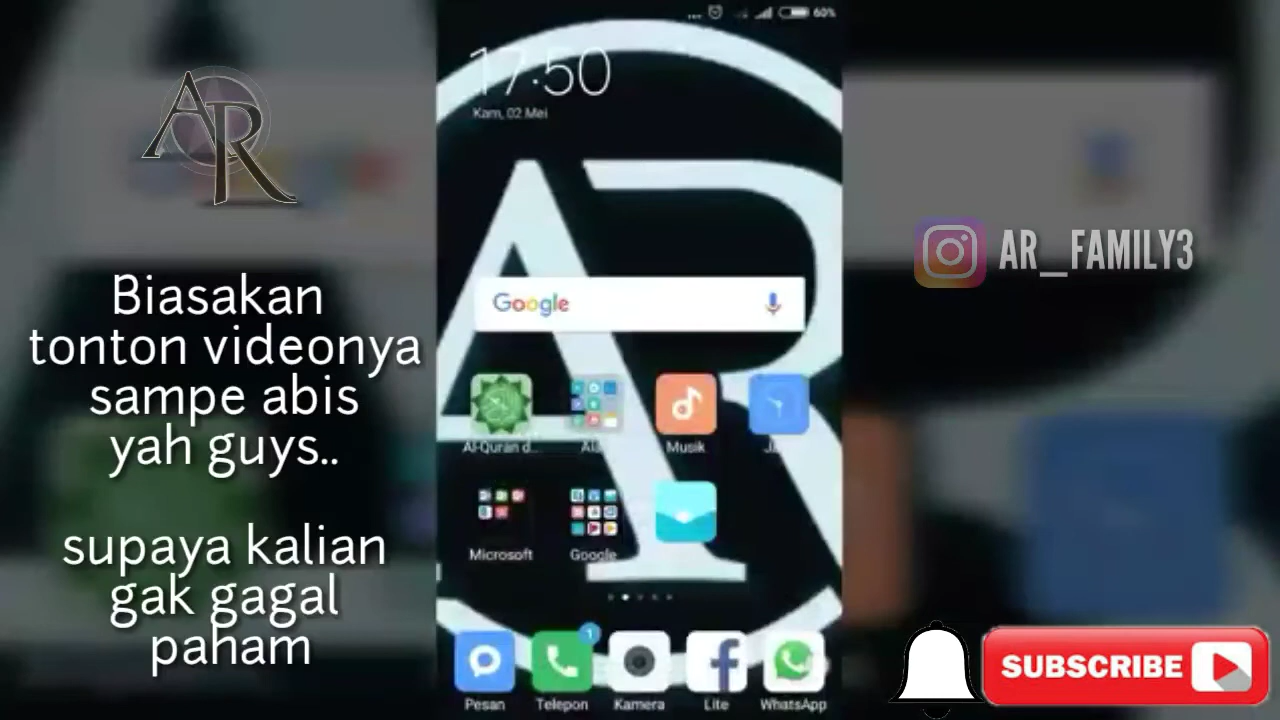 60%
17:50
Kam, 02 Mei
AR
AR__FAMILY3
Biasakan
tonton videonya
sampe abis
yah guys..
supaya kalian
gak gagal
paham
Google
Al-Quran d...
Musik
Microsoft
Google
1
Pesan
Telepon
Kamera
Lite
WhatsApp
SUBSCRIBE